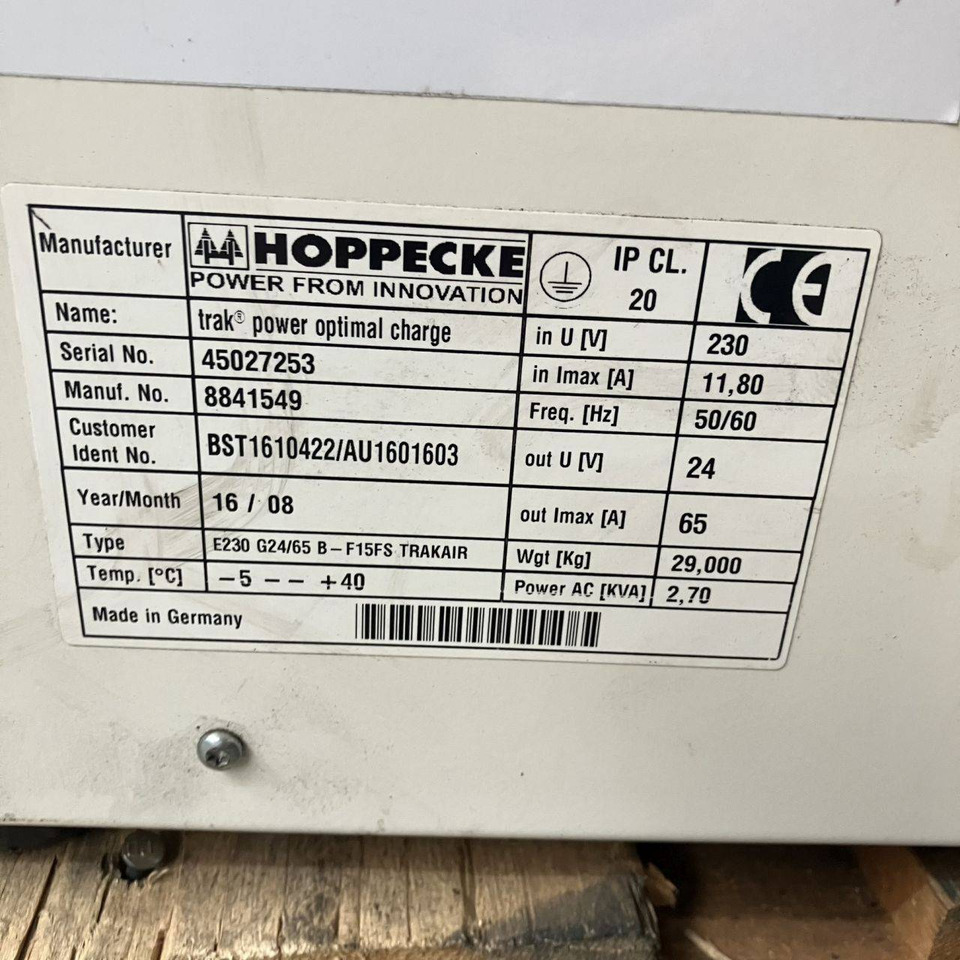 Manufacturer HOPPECKE IP CL. CE
POWER FROM INNOVATION 20
Name: trak® power optimal charge in U [V] 230
Serial No. 45027253 in Imax [A] 11,80
Manuf. No. 8841549 Freq. [Hz] 50/60
Customer
Ident No. BST1610422/AU1601603 out U [V] 24
Year/Month 16 / 08 out Imax [A] 65
Type E230 G24/65 B-F15FS TRAKAIR Wgt [Kg] 29,000
Temp. [°C] -5 -- +40 Power AC [KVA] 2,70
Made in Germany